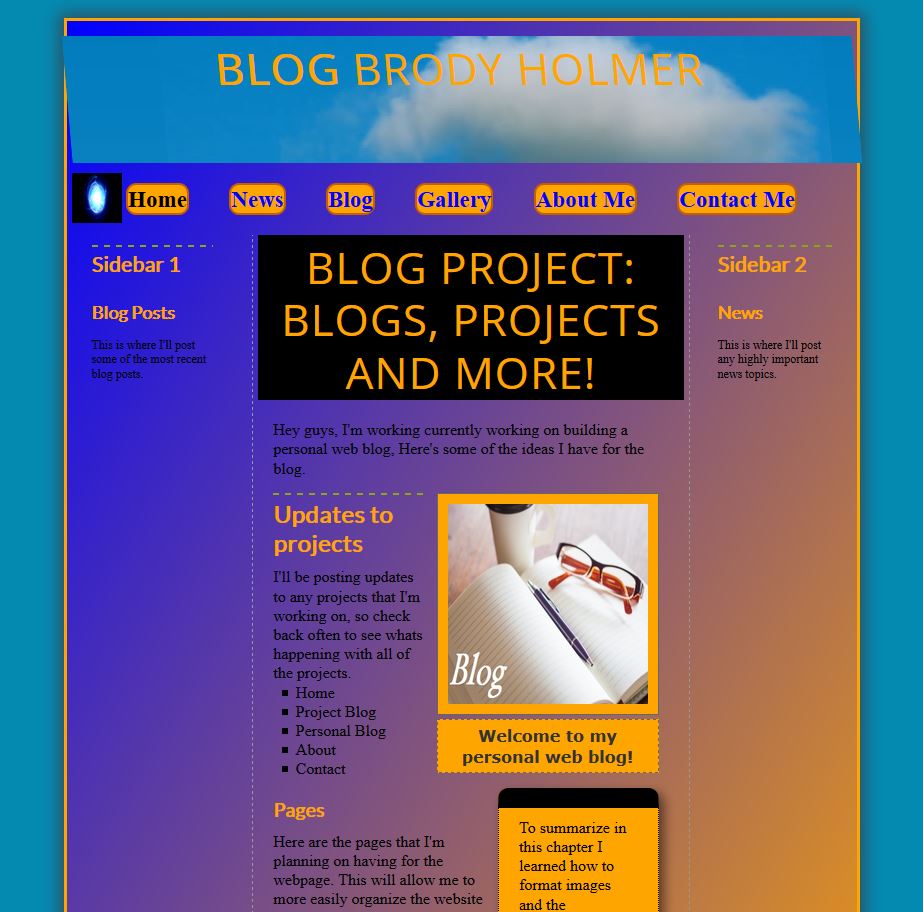 BLOG BRODY HOLMER
Home News Blog Gallery About Me Contact Me
Sidebar 1
Blog Posts
This is where I'll post
some of the most recent
blog posts.
BLOG PROJECT:
BLOGS, PROJECTS
AND MORE!
Hey guys, I'm working currently working on building a
personal web blog, Here's some of the ideas I have for the
blog.
Updates to
projects
I'll be posting updates
to any projects that I'm
working on, so check
back often to see whats
happening with all of
the projects.
Home
Project Blog
Personal Blog
About
Contact
Blog
Welcome to my
personal web blog!
Pages
Here are the pages that I'm
planning on having for the
webpage. This will allow me to
more easily organize the website
To summarize in
this chapter I
learned how to
format images
and the
Sidebar 2
News
This is where I'll post
any highly important
news topics.